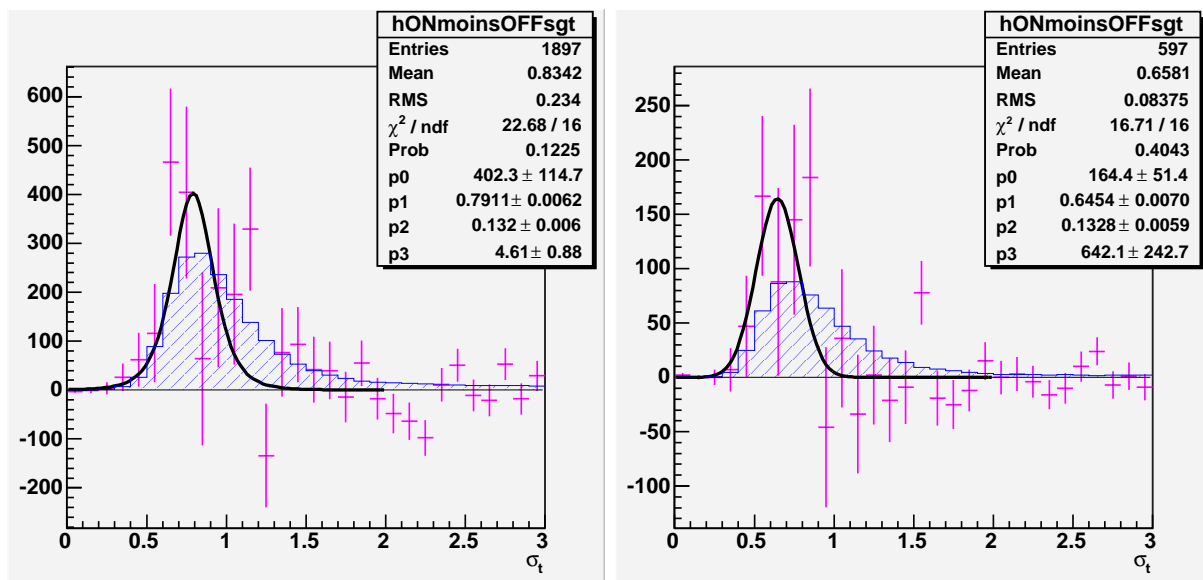 hONmoinsOFFsgt
Entries 1897
Mean 0.8342
RMS 0.234
χ² / ndf 22.68 / 16
Prob 0.1225
p0 402.3 ± 114.7
p1 0.7911 ± 0.0062
p2 0.132 ± 0.006
p3 4.61 ± 0.88
600
500
400
300
200
100
0
-100
-200
0 0.5 1 1.5 2 2.5 3
σt
hONmoinsOFFsgt
Entries 597
Mean 0.6581
RMS 0.08375
χ² / ndf 16.71 / 16
Prob 0.4043
p0 164.4 ± 51.4
p1 0.6454 ± 0.0070
p2 0.1328 ± 0.0059
p3 642.1 ± 242.7
250
200
150
100
50
0
-50
-100
0 0.5 1 1.5 2 2.5 3
σt